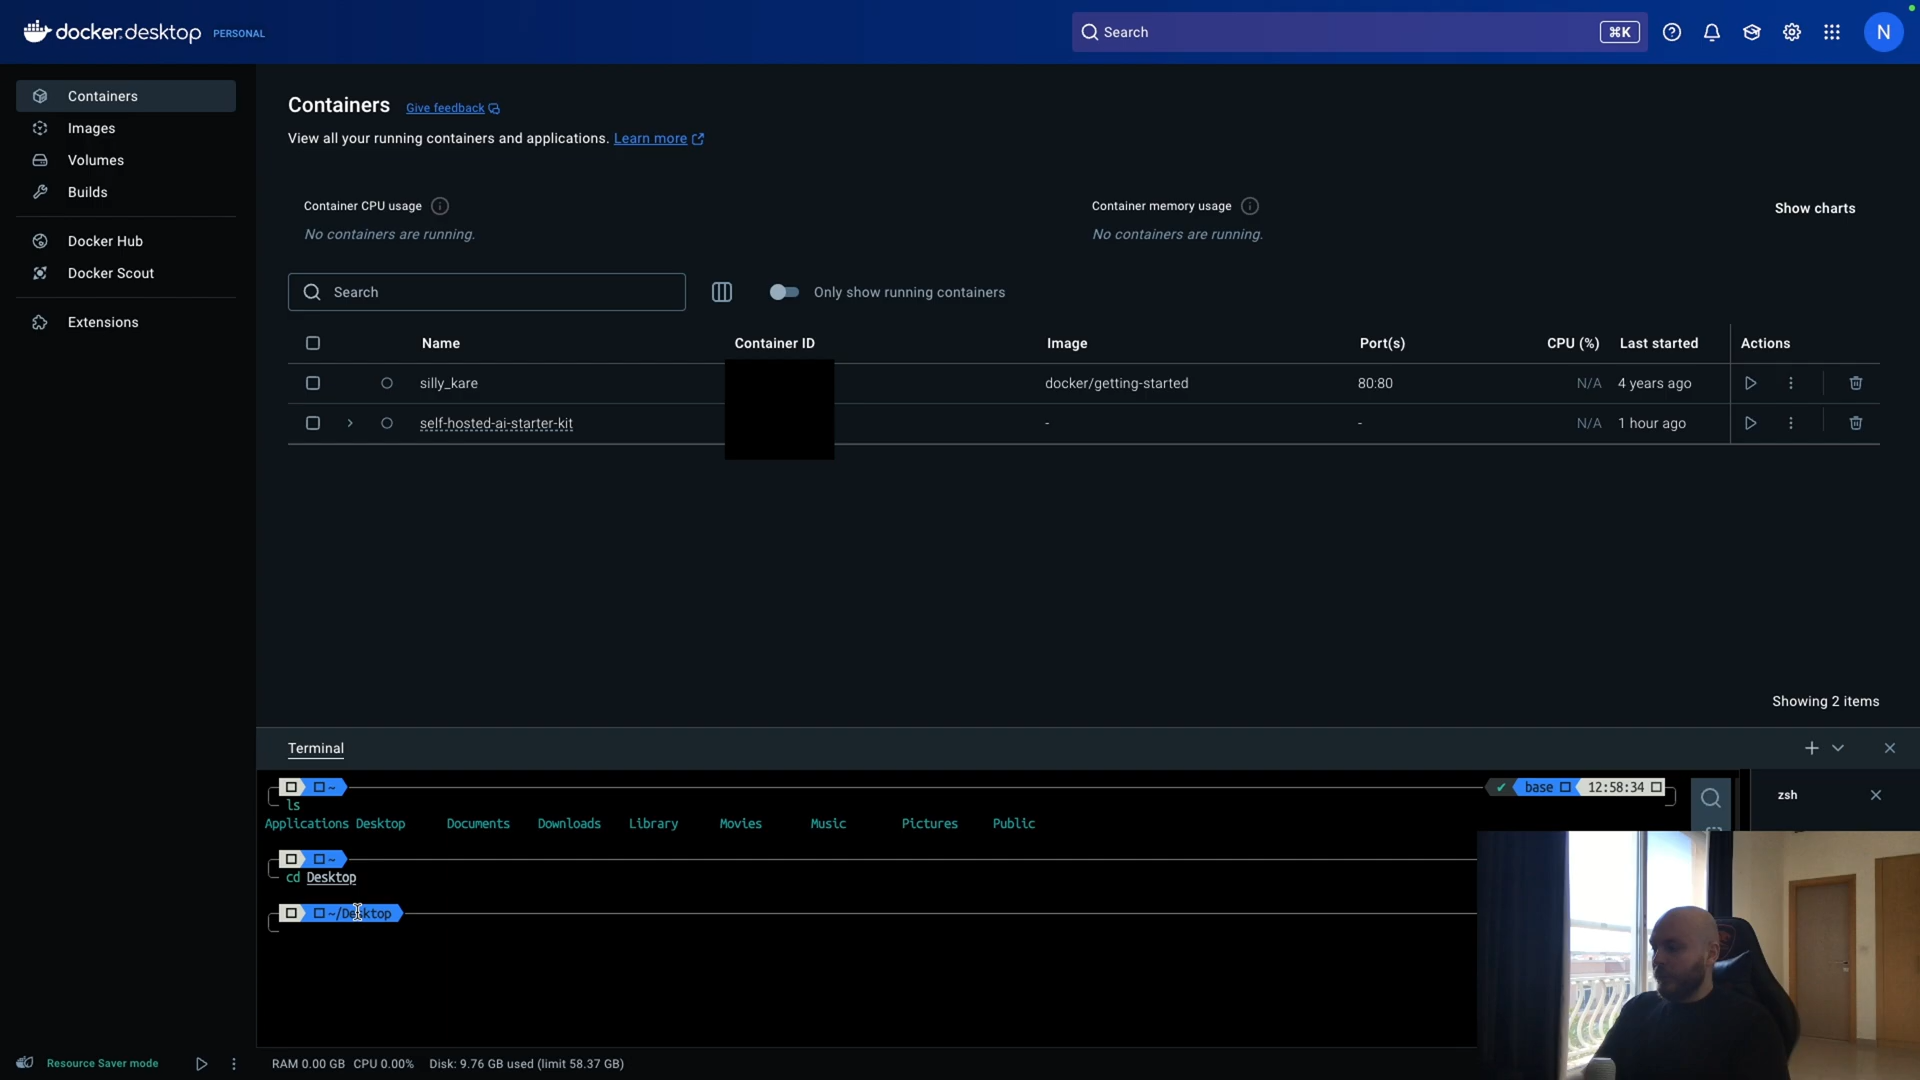 docker desktop PERSONAL
Search
⌘K
N
Containers
Images
Volumes
Builds
Docker Hub
Docker Scout
Extensions
Containers Give feedback
View all your running containers and applications. Learn more
Container CPU usage
No containers are running.
Container memory usage
No containers are running.
Show charts
Search
Only show running containers
Name Container ID Image Port(s) CPU (%) Last started Actions
silly_kare docker/getting-started 80:80 N/A 4 years ago
self-hosted-ai-starter-kit - - N/A 1 hour ago
Showing 2 items
Terminal
~ ✔ base 12:58:34
ls
Applications Desktop Documents Downloads Library Movies Music Pictures Public
~
cd Desktop
~/Desktop
zsh
Resource Saver mode
RAM 0.00 GB CPU 0.00% Disk: 9.76 GB used (limit 58.37 GB)